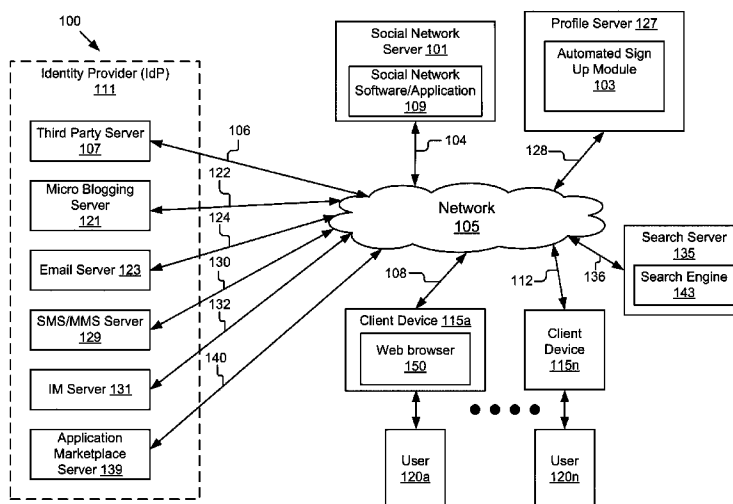 100
Identity Provider (IdP)
111
Third Party Server
107
Micro Blogging
Server
121
Email Server 123
SMS/MMS Server
129
IM Server 131
Application
Marketplace
Server 139
106
122
124
130
132
140
Social Network
Server 101
Social Network
Software/Application
109
104
Profile Server 127
Automated Sign
Up Module
103
128
Network
105
Search Server
135
Search Engine
143
136
108
112
Client Device 115a
Web browser
150
Client
Device
115n
User
120a
User
120n